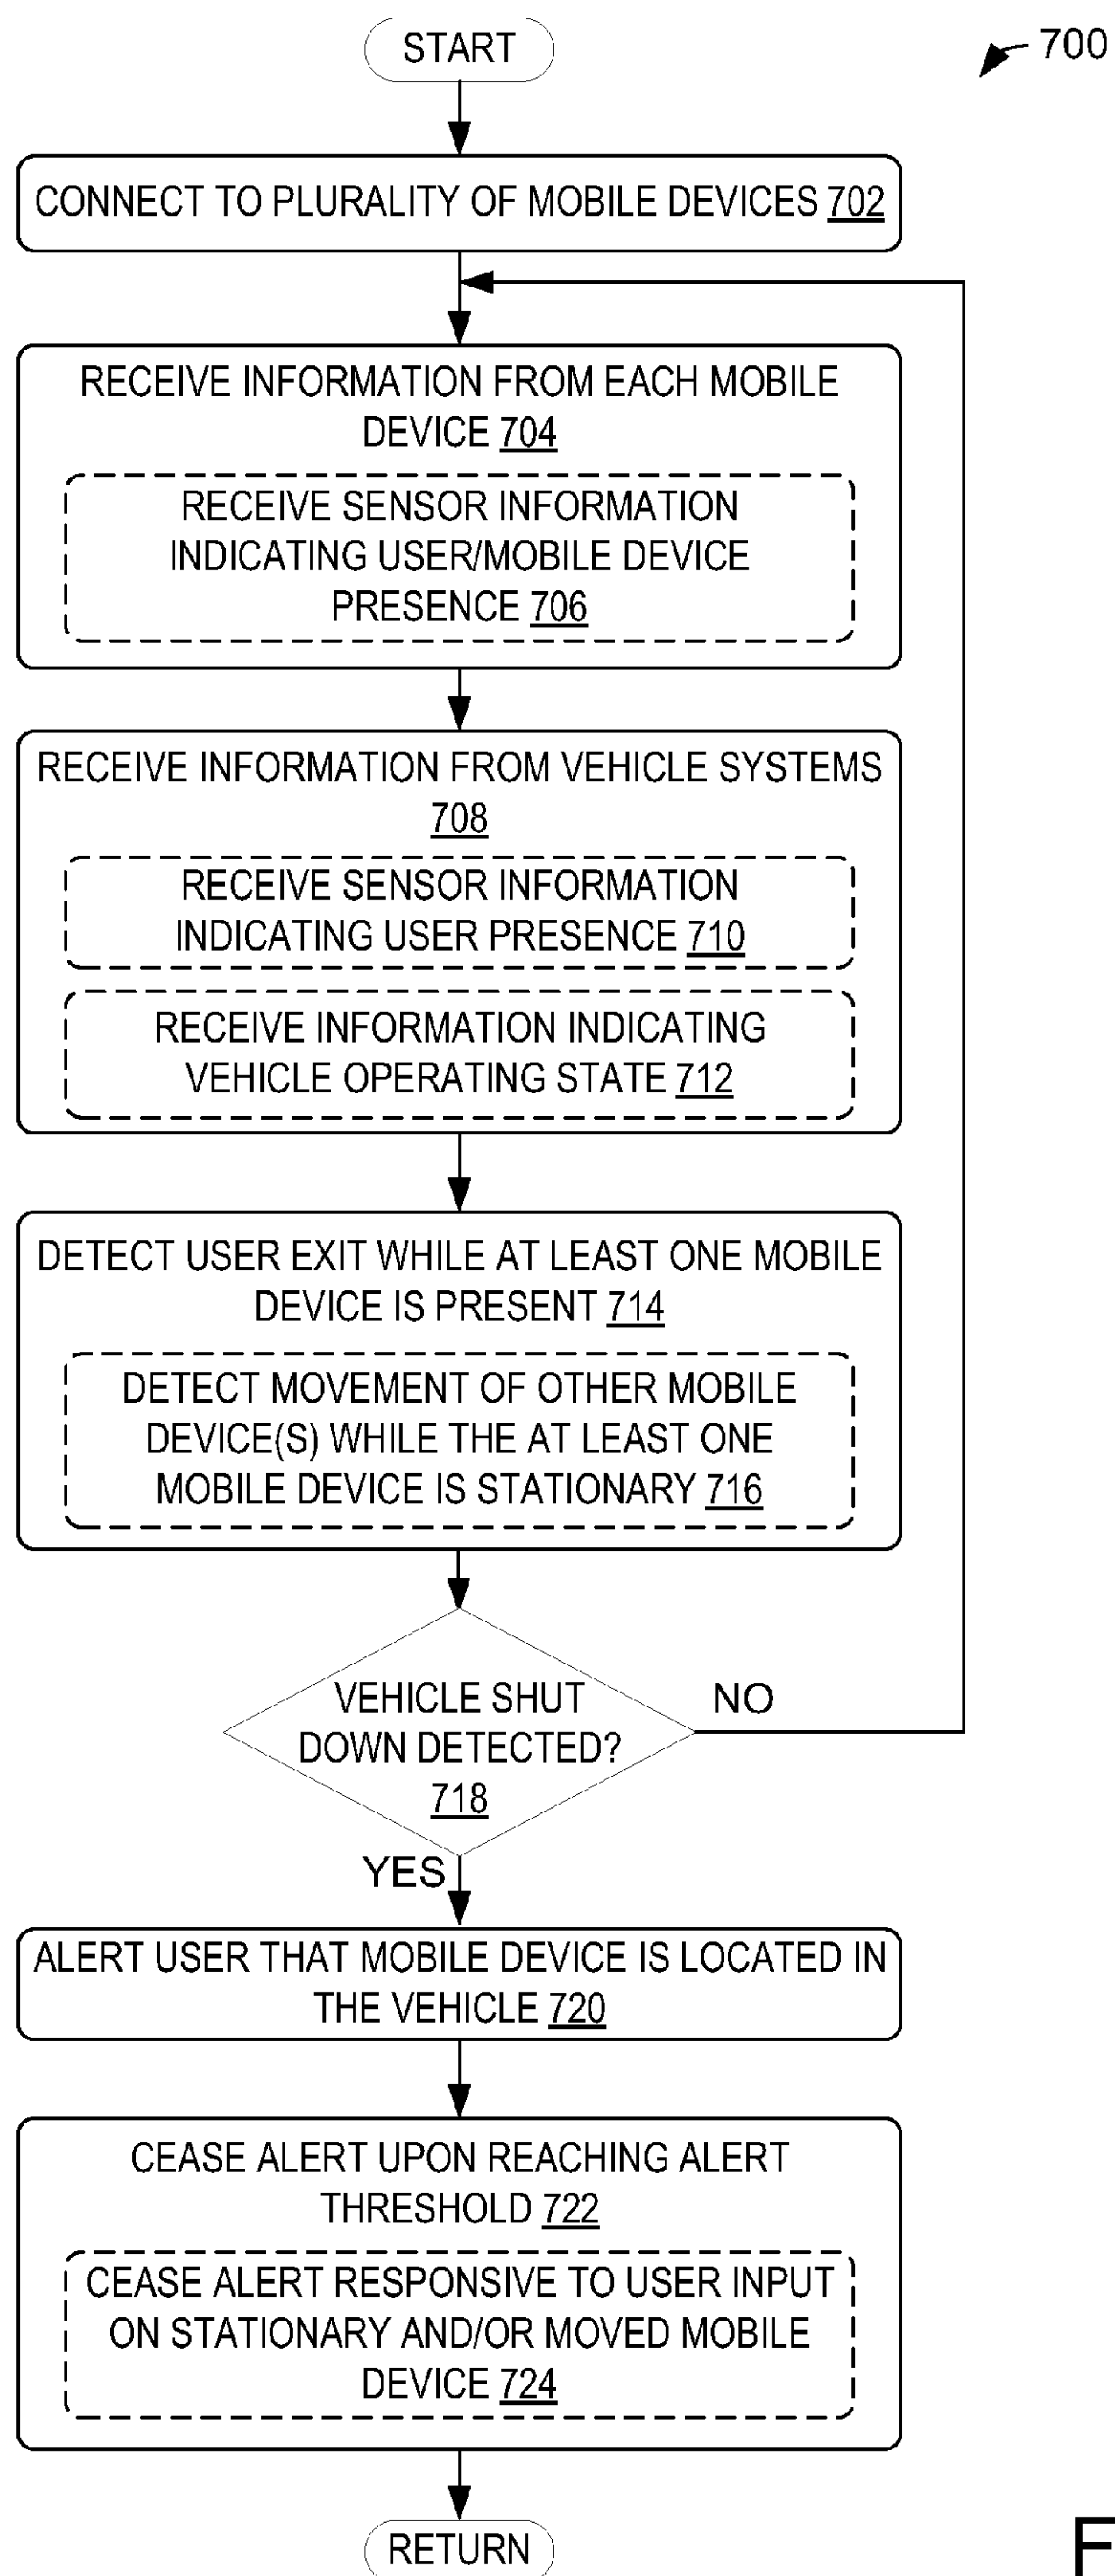 START
700
CONNECT TO PLURALITY OF MOBILE DEVICES 702
RECEIVE INFORMATION FROM EACH MOBILE
DEVICE 704
RECEIVE SENSOR INFORMATION
INDICATING USER/MOBILE DEVICE
PRESENCE 706
RECEIVE INFORMATION FROM VEHICLE SYSTEMS
708
RECEIVE SENSOR INFORMATION
INDICATING USER PRESENCE 710
RECEIVE INFORMATION INDICATING
VEHICLE OPERATING STATE 712
DETECT USER EXIT WHILE AT LEAST ONE MOBILE
DEVICE IS PRESENT 714
DETECT MOVEMENT OF OTHER MOBILE
DEVICE(S) WHILE THE AT LEAST ONE
MOBILE DEVICE IS STATIONARY 716
VEHICLE SHUT
DOWN DETECTED?
718
NO
YES
ALERT USER THAT MOBILE DEVICE IS LOCATED IN
THE VEHICLE 720
CEASE ALERT UPON REACHING ALERT
THRESHOLD 722
CEASE ALERT RESPONSIVE TO USER INPUT
ON STATIONARY AND/OR MOVED MOBILE
DEVICE 724
RETURN